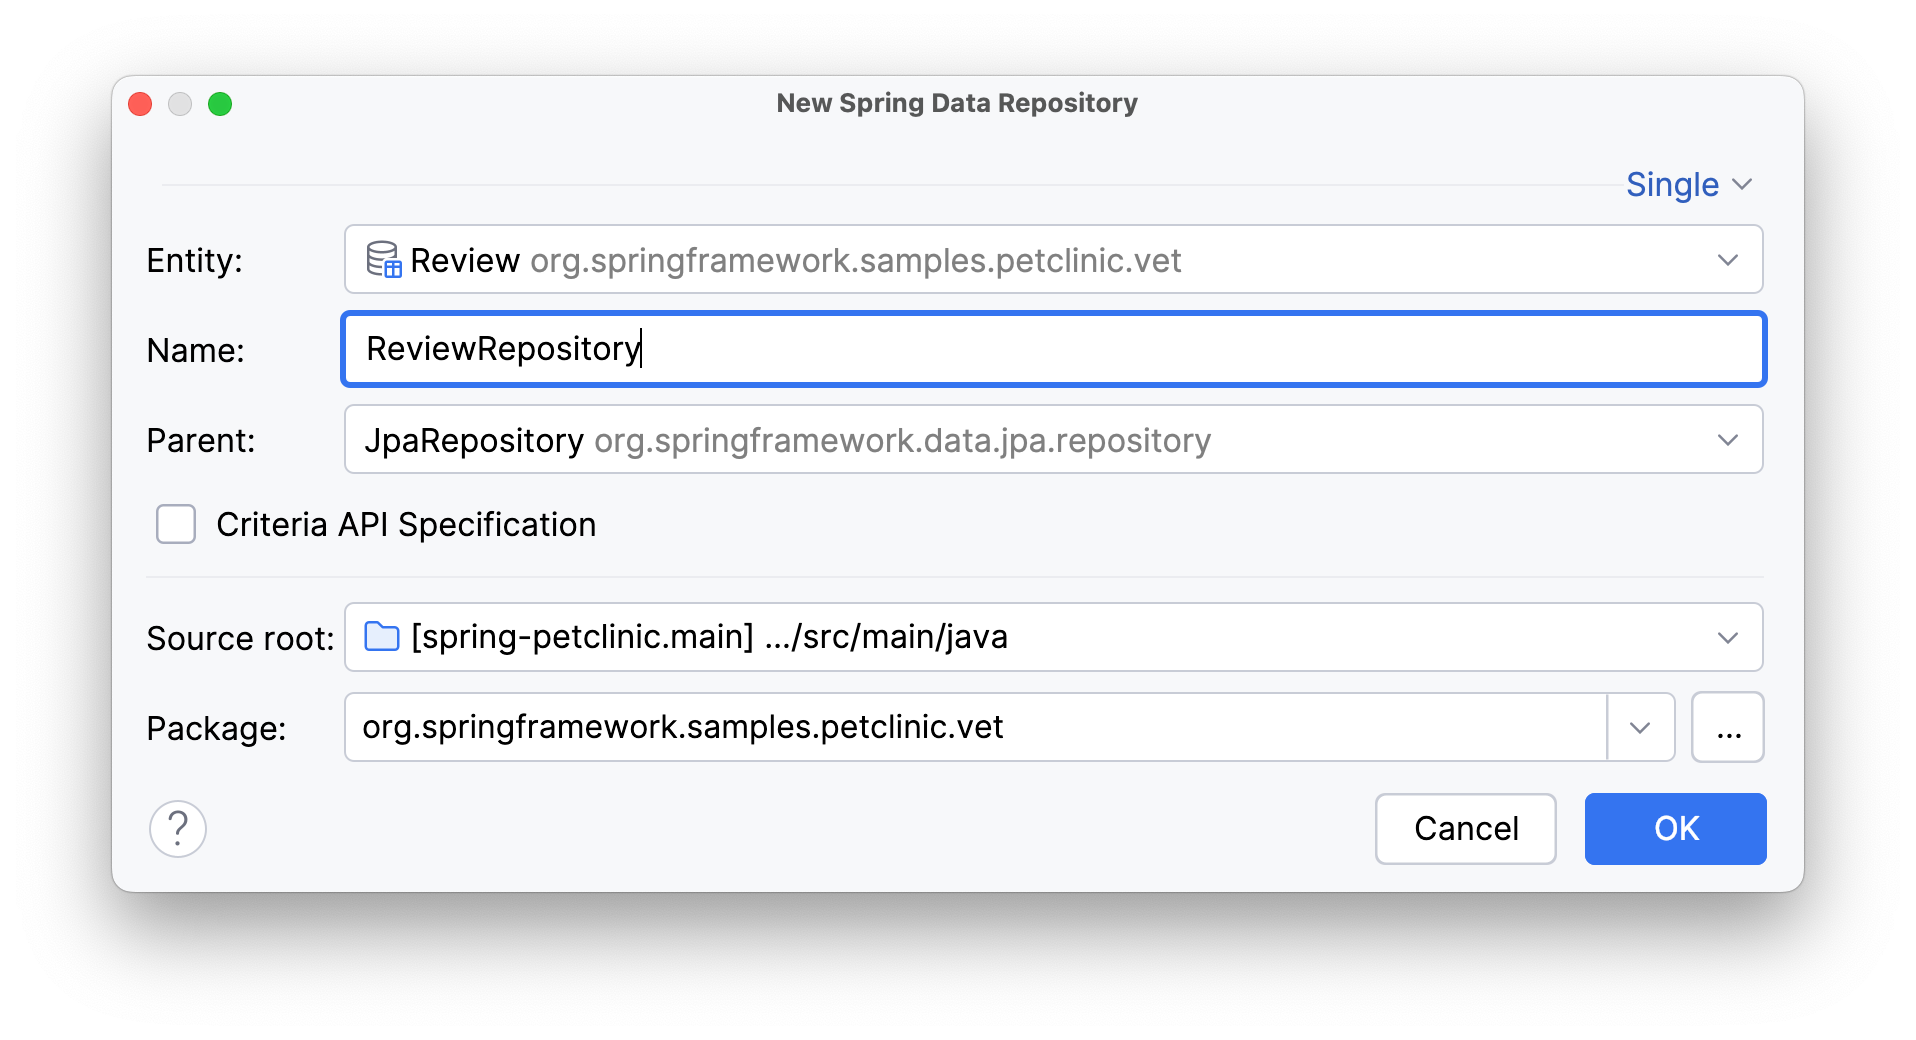 New Spring Data Repository
Single
Entity: Review org.springframework.samples.petclinic.vet
Name: ReviewRepository
Parent: JpaRepository org.springframework.data.jpa.repository
Criteria API Specification
Source root: [spring-petclinic.main] .../src/main/java
Package: org.springframework.samples.petclinic.vet ...
? Cancel OK